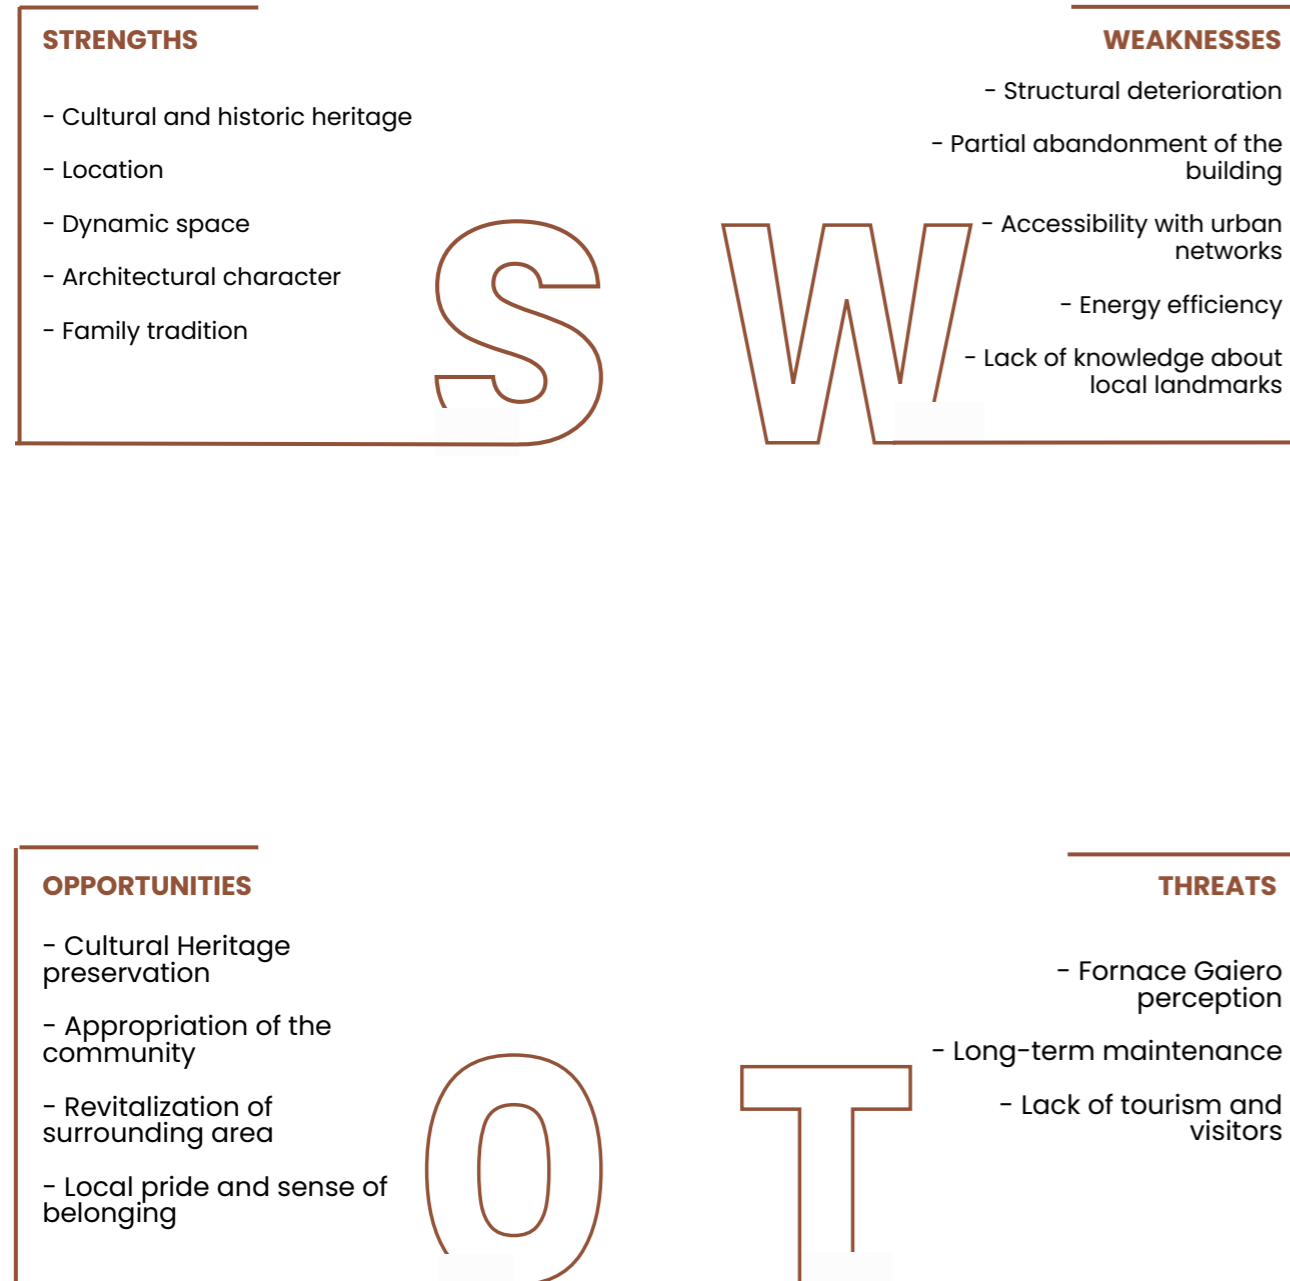 STRENGTHS
- Cultural and historic heritage
- Location
- Dynamic space
- Architectural character
- Family tradition
S
WEAKNESSES
- Structural deterioration
- Partial abandonment of the
building
- Accessibility with urban
networks
- Energy efficiency
- Lack of knowledge about
local landmarks
W
OPPORTUNITIES
- Cultural Heritage
preservation
- Appropriation of the
community
- Revitalization of
surrounding area
- Local pride and sense of
belonging
O
THREATS
- Fornace Gaiero
perception
- Long-term maintenance
- Lack of tourism and
visitors
T